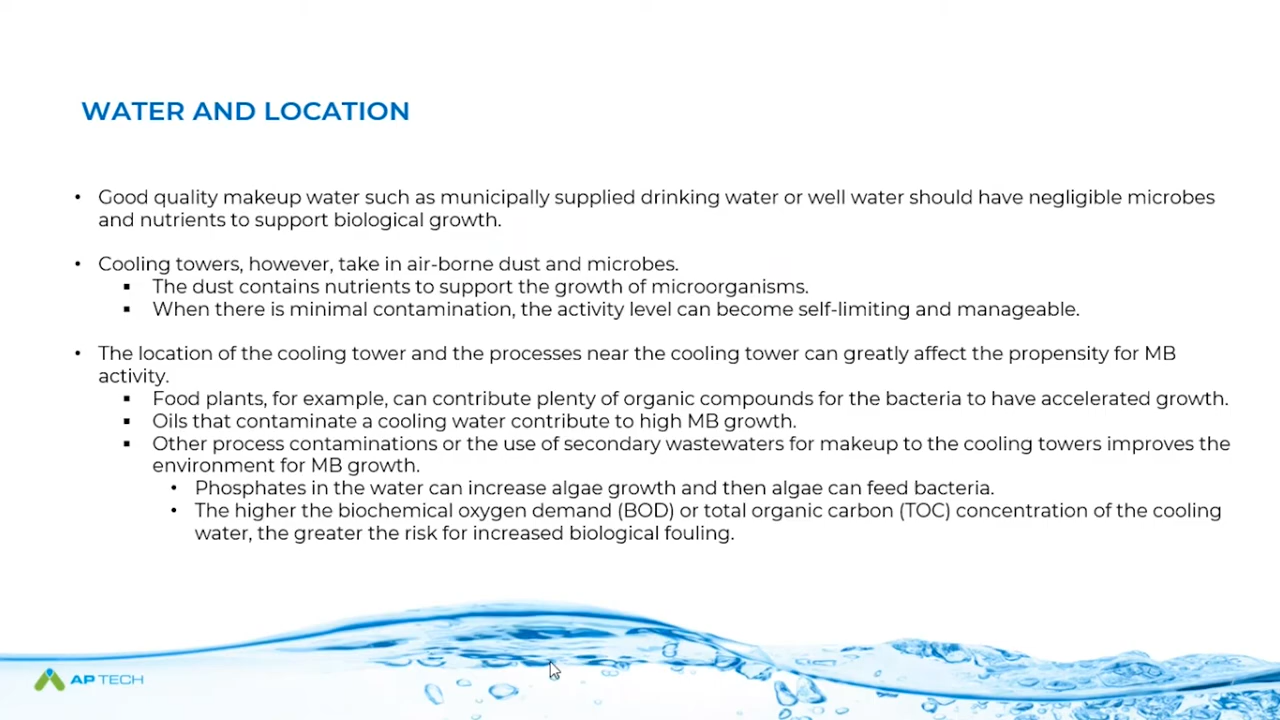 WATER AND LOCATION
• Good quality makeup water such as municipally supplied drinking water or well water should have negligible microbes
and nutrients to support biological growth.
• Cooling towers, however, take in air-borne dust and microbes.
▪ The dust contains nutrients to support the growth of microorganisms.
▪ When there is minimal contamination, the activity level can become self-limiting and manageable.
• The location of the cooling tower and the processes near the cooling tower can greatly affect the propensity for MB
activity.
▪ Food plants, for example, can contribute plenty of organic compounds for the bacteria to have accelerated growth.
▪ Oils that contaminate a cooling water contribute to high MB growth.
▪ Other process contaminations or the use of secondary wastewaters for makeup to the cooling towers improves the
environment for MB growth.
• Phosphates in the water can increase algae growth and then algae can feed bacteria.
• The higher the biochemical oxygen demand (BOD) or total organic carbon (TOC) concentration of the cooling
water, the greater the risk for increased biological fouling.
AP TECH